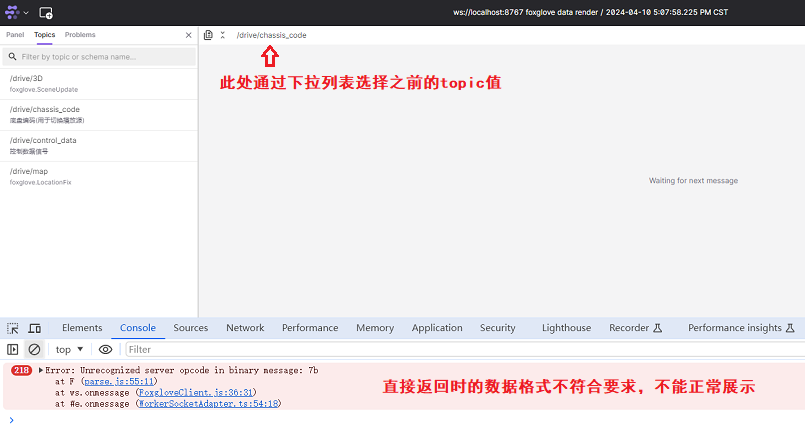 ws://localhost:8767 foxglove data render / 2024-04-10 5:07:58.225 PM CST
Panel Topics Problems
/drive/chassis_code
Filter by topic or schema name...
此处通过下拉列表选择之前的topic值
/drive/3D
foxglove.SceneUpdate
/drive/chassis_code
底盘编码(用于切换播放源)
/drive/control_data
控制数据信号
/drive/map
foxglove.LocationFix
Waiting for next message
Elements Console Sources Network Performance Memory Application Security Lighthouse Recorder Performance insights
top Filter
218 Error: Unrecognized server opcode in binary message: 7b
at F (parse.js:55:11)
at ws.onmessage (FoxgloveClient.js:36:31)
at #e.onmessage (WorkerSocketAdapter.ts:54:18)
直接返回时的数据格式不符合要求，不能正常展示